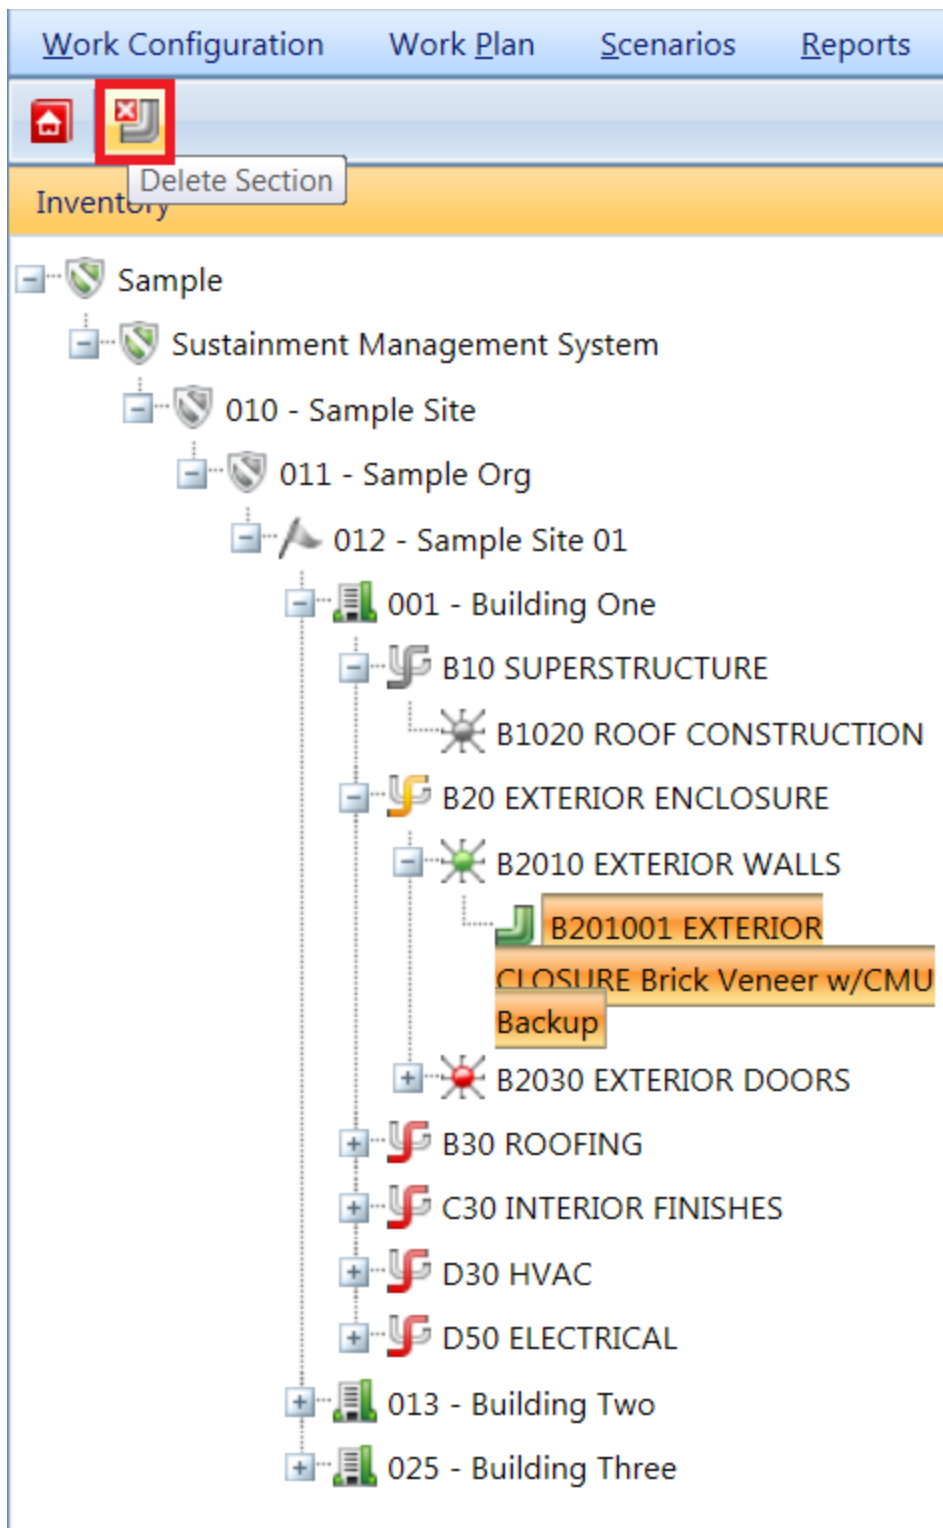 Work Configuration Work Plan Scenarios Reports
Delete Section
Inventory
Sample
Sustainment Management System
010 - Sample Site
011 - Sample Org
012 - Sample Site 01
001 - Building One
B10 SUPERSTRUCTURE
B1020 ROOF CONSTRUCTION
B20 EXTERIOR ENCLOSURE
B2010 EXTERIOR WALLS
B201001 EXTERIOR
CLOSURE Brick Veneer w/CMU
Backup
B2030 EXTERIOR DOORS
B30 ROOFING
C30 INTERIOR FINISHES
D30 HVAC
D50 ELECTRICAL
013 - Building Two
025 - Building Three